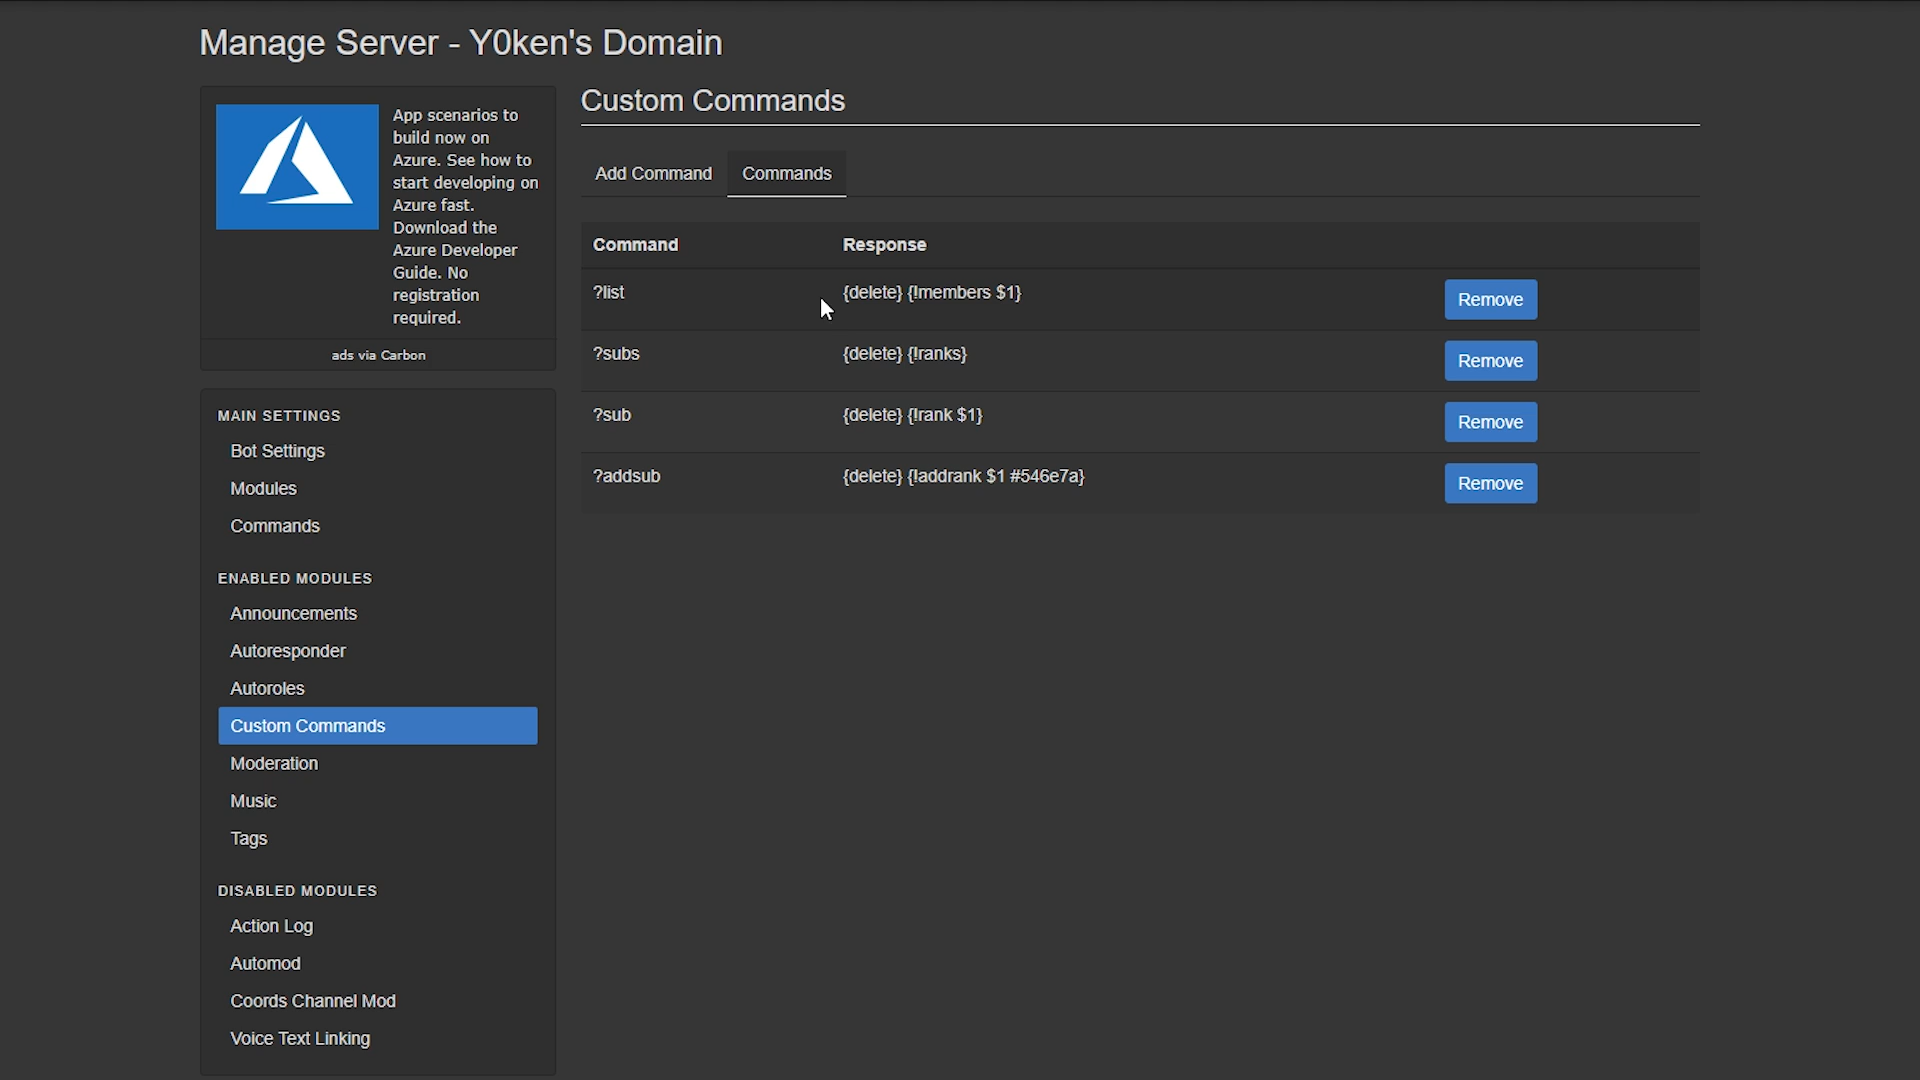 Manage Server - Y0ken's Domain
App scenarios to
build now on
Azure. See how to
start developing on
Azure fast.
Download the
Azure Developer
Guide. No
registration
required.
ads via Carbon
MAIN SETTINGS
Bot Settings
Modules
Commands
ENABLED MODULES
Announcements
Autoresponder
Autoroles
Custom Commands
Moderation
Music
Tags
DISABLED MODULES
Action Log
Automod
Coords Channel Mod
Voice Text Linking
Custom Commands
Add Command Commands
Command Response
?list {delete} {!members $1} Remove
?subs {delete} {!ranks} Remove
?sub {delete} {!rank $1} Remove
?addsub {delete} {!addrank $1 #546e7a} Remove